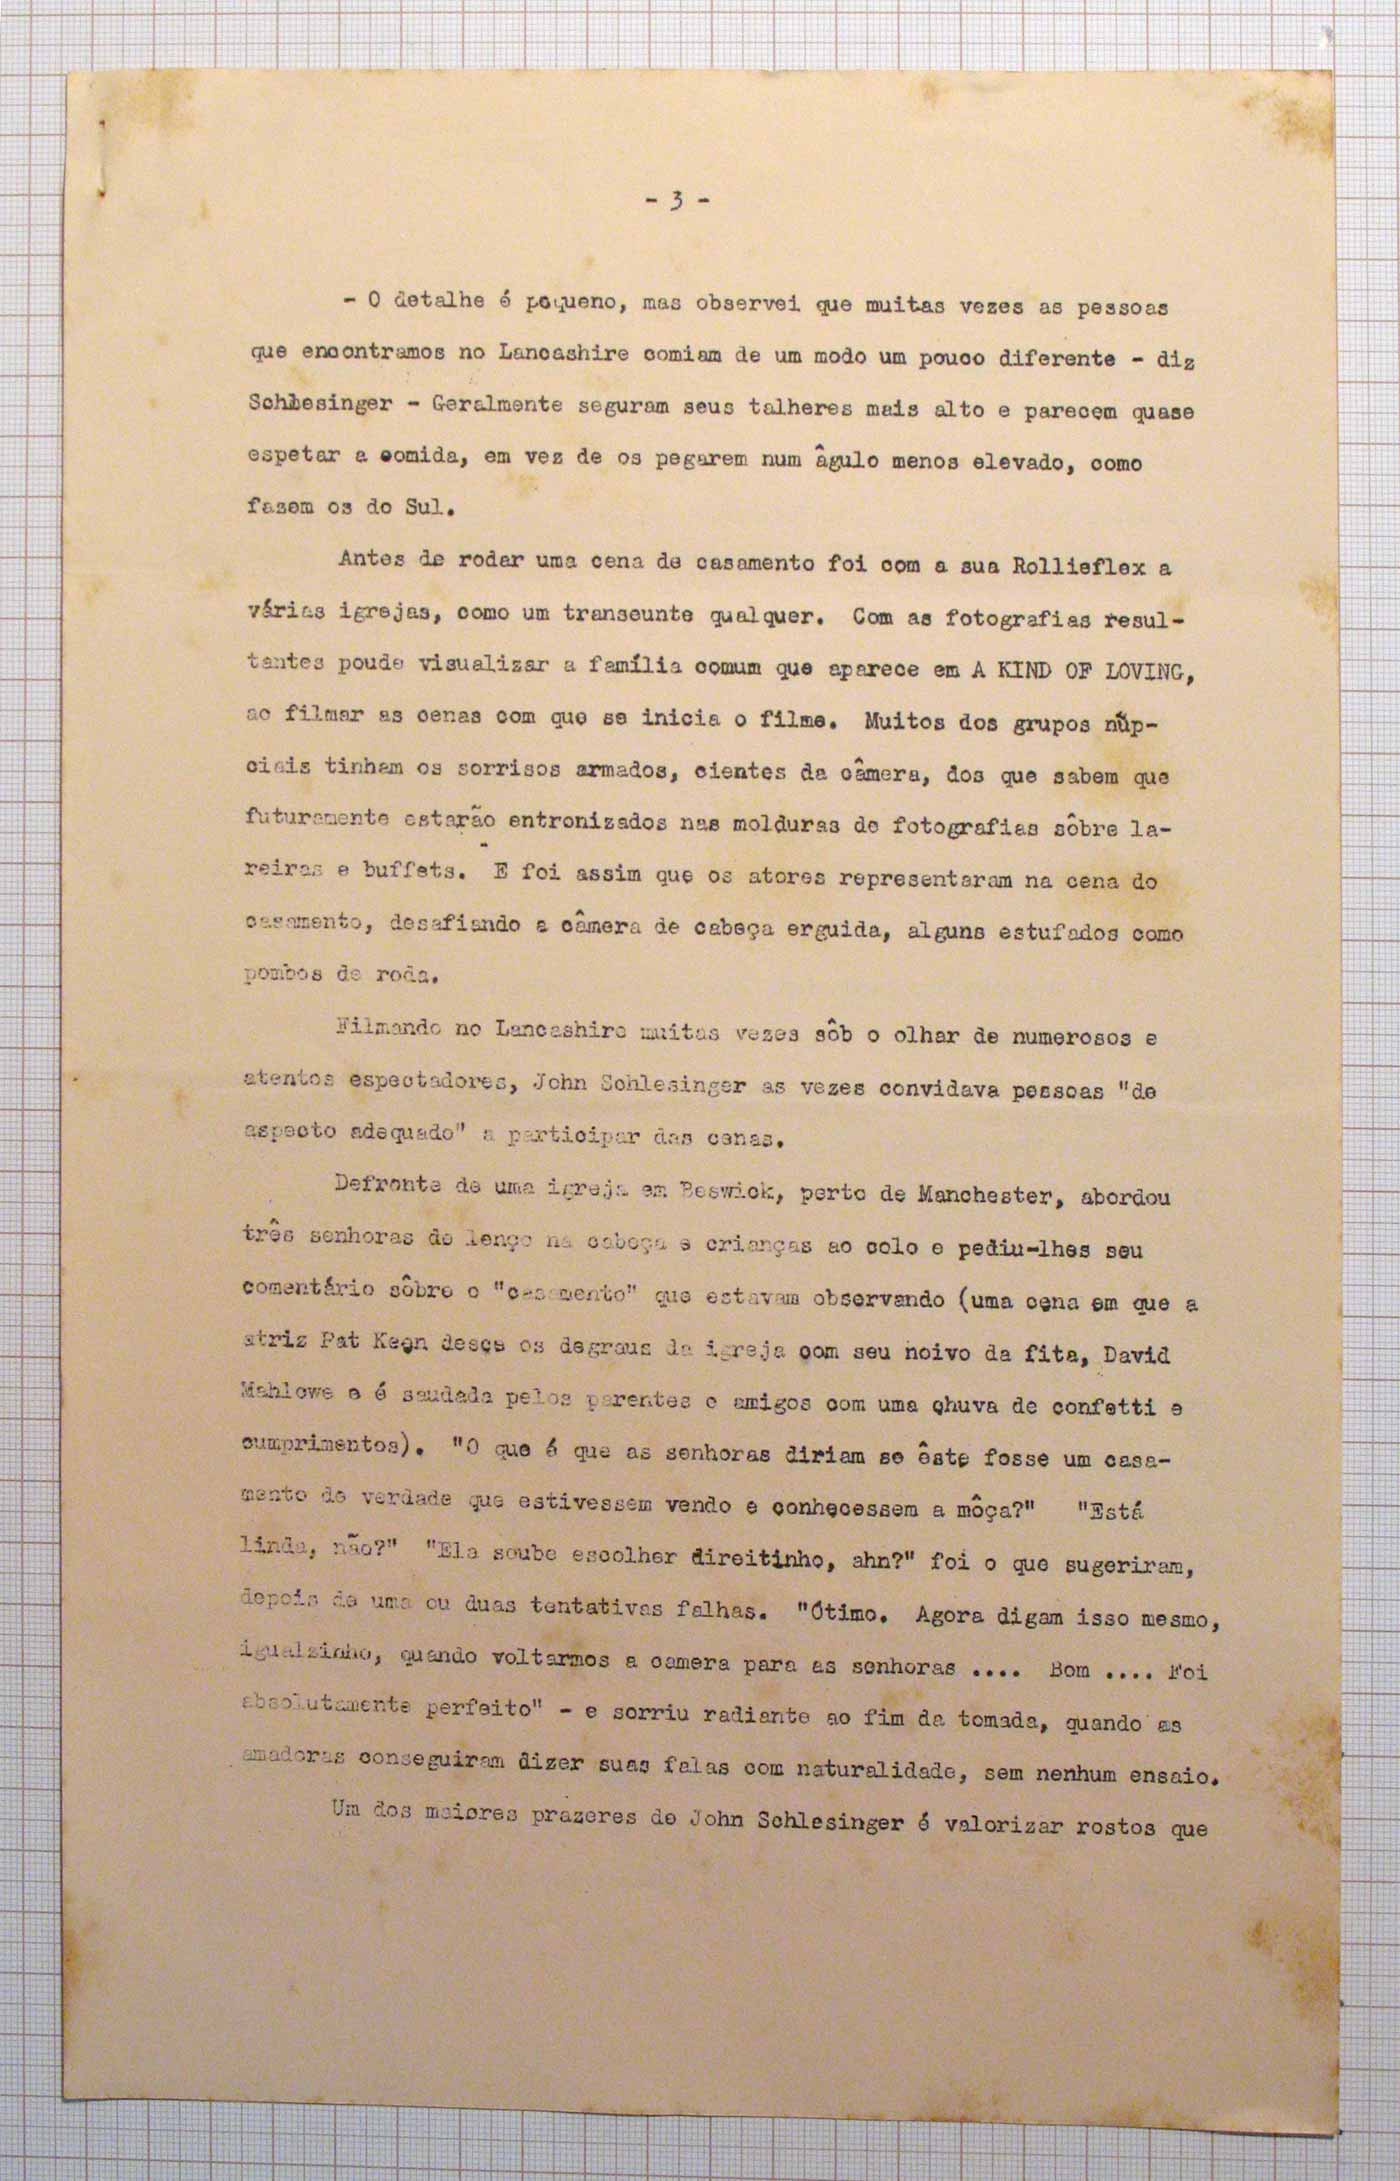 - 3 -
- O detalhe é pequeno, mas observei que muitas vezes as pessoas
que encontramos no Lancashire comiam de um modo um pouco diferente - diz
Schlesinger - Geralmente seguram seus talheres mais alto e parecem quase
espetar a comida, em vez de os pegarem num âgulo menos elevado, como
fazem os do Sul.
Antes de rodar uma cena de casamento foi com a sua Rollieflex a
várias igrejas, como um transeunte qualquer. Com as fotografias resul-
tantes poude visualizar a família comum que aparece em A KIND OF LOVING,
ao filmar as cenas com que se inicia o filme. Muitos dos grupos núp-
ciais tinham os sorrisos armados, cientes da câmera, dos que sabem que
futuramente estarão entronizados nas molduras de fotografias sôbre la-
reiras e buffets. E foi assim que os atores representaram na cena do
casamento, desafiando a câmera de cabeça erguida, alguns estufados como
pombos de roda.
Filmando no Lancashire muitas vezes sôb o olhar de numerosos e
atentos espectadores, John Schlesinger as vezes convidava pessoas "de
aspecto adequado" a participar das cenas.
Defronte de uma igreja em Beswick, perto de Manchester, abordou
três senhoras de lenço na cabeça e crianças ao colo e pediu-lhes seu
comentário sôbre o "casamento" que estavam observando (uma cena em que a
atriz Pat Keen desce os degraus da igreja com seu noivo da fita, David
Mahlowe e é saudada pelos parentes e amigos com uma chuva de confetti e
cumprimentos). "O que é que as senhoras diriam se êste fosse um casa-
mento de verdade que estivessem vendo e conhecessem a môça?" "Está
linda, não?" "Ela soube escolher direitinho, ahn?" foi o que sugeriram,
depois de uma ou duas tentativas falhas. "Ótimo. Agora digam isso mesmo,
igualzinho, quando voltarmos a camera para as senhoras .... Bom .... Foi
absolutamente perfeito" - e sorriu radiante ao fim da tomada, quando as
amadoras conseguiram dizer suas falas com naturalidade, sem nenhum ensaio.
Um dos maiores prazeres de John Schlesinger é valorizar rostos que